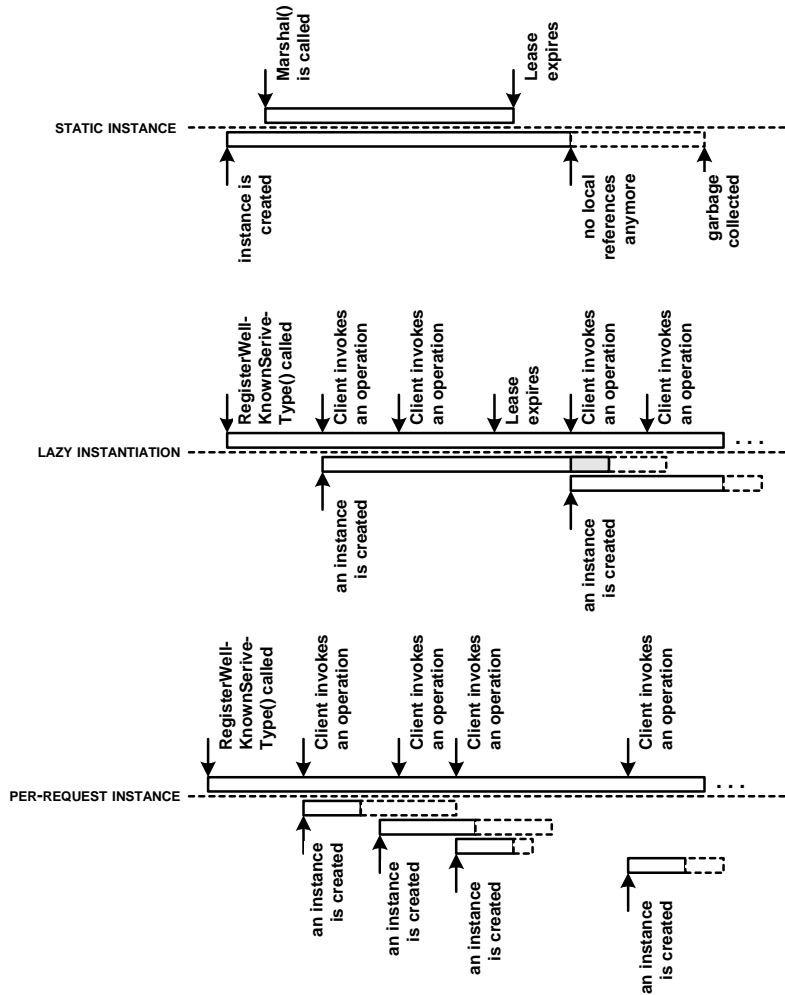 Marshal()
is called
Lease
expires
STATIC INSTANCE
instance is
created
no local
references
anymore
garbage
collected
RegisterWell-
KnownSerive-
Type() called
Client invokes
an operation
Client invokes
an operation
Lease
expires
Client invokes
an operation
Client invokes
an operation
. . .
LAZY INSTANTIATION
an instance
is created
an instance
is created
RegisterWell-
KnownSerive-
Type() called
Client invokes
an operation
Client invokes
an operation
Client invokes
an operation
Client invokes
an operation
. . .
PER-REQUEST INSTANCE
an instance
is created
an instance
is created
an instance
is created
an instance
is created